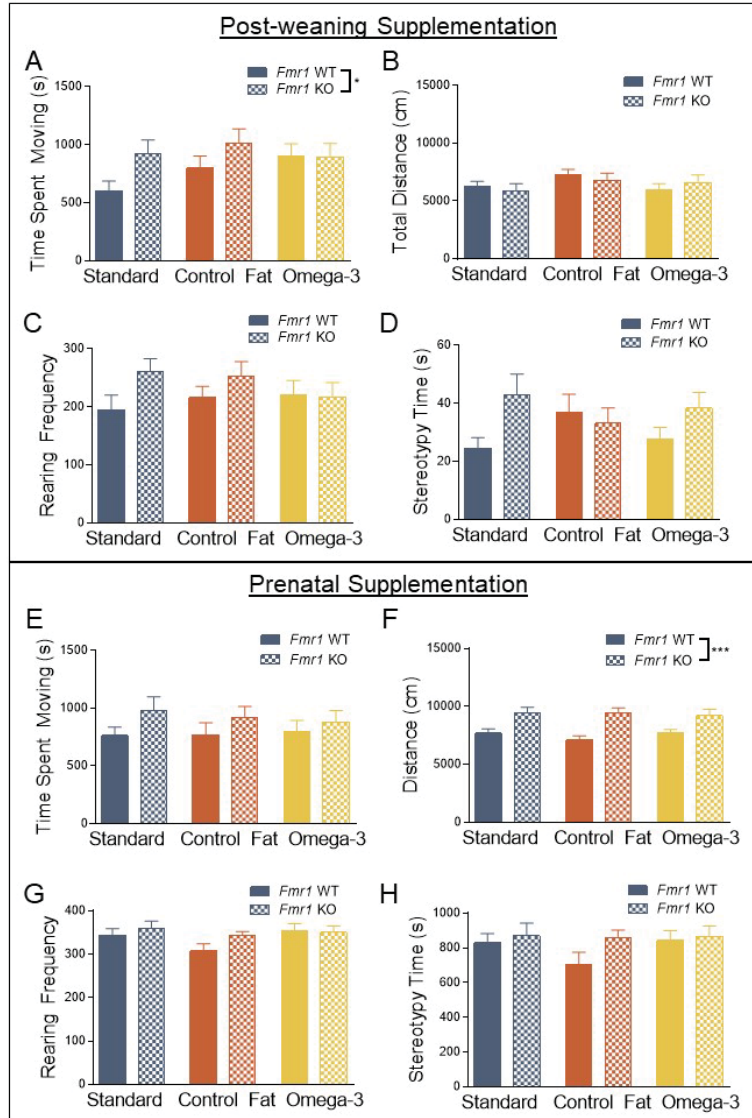 Post-weaning Supplementation
A
Time Spent Moving (s)
1500
1000
500
0
Fmr1 WT
Fmr1 KO
*
Standard Control Fat Omega-3
B
Total Distance (cm)
15000
10000
5000
0
Fmr1 WT
Fmr1 KO
Standard Control Fat Omega-3
C
Rearing Frequency
300
200
100
0
Fmr1 WT
Fmr1 KO
Standard Control Fat Omega-3
D
Stereotypy Time (s)
60
40
20
0
Fmr1 WT
Fmr1 KO
Standard Control Fat Omega-3
Prenatal Supplementation
E
Time Spent Moving (s)
1500
1000
500
0
Fmr1 WT
Fmr1 KO
Standard Control Fat Omega-3
F
Distance (cm)
15000
10000
5000
0
Fmr1 WT
Fmr1 KO
***
Standard Control Fat Omega-3
G
Rearing Frequency
400
300
200
100
0
Fmr1 WT
Fmr1 KO
Standard Control Fat Omega-3
H
Stereotypy Time (s)
1000
800
600
400
200
0
Fmr1 WT
Fmr1 KO
Standard Control Fat Omega-3